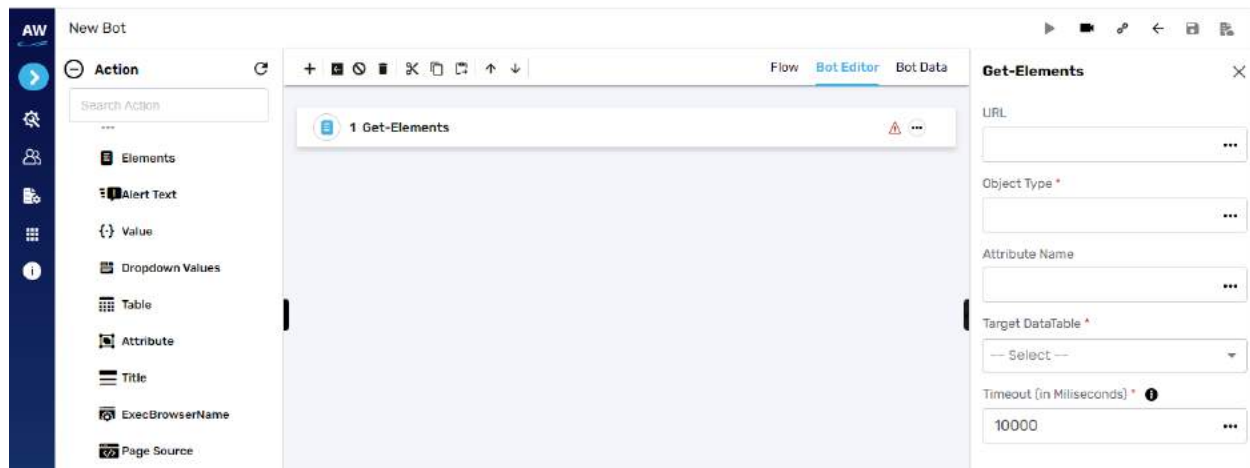 AW
New Bot
Action
Search Action
Elements
Alert Text
{·} Value
Dropdown Values
Table
Attribute
Title
ExecBrowserName
Page Source
Flow Bot Editor Bot Data
1 Get-Elements
Get-Elements
URL
Object Type *
Attribute Name
Target DataTable *
-- Select --
Timeout (in Miliseconds) *
10000